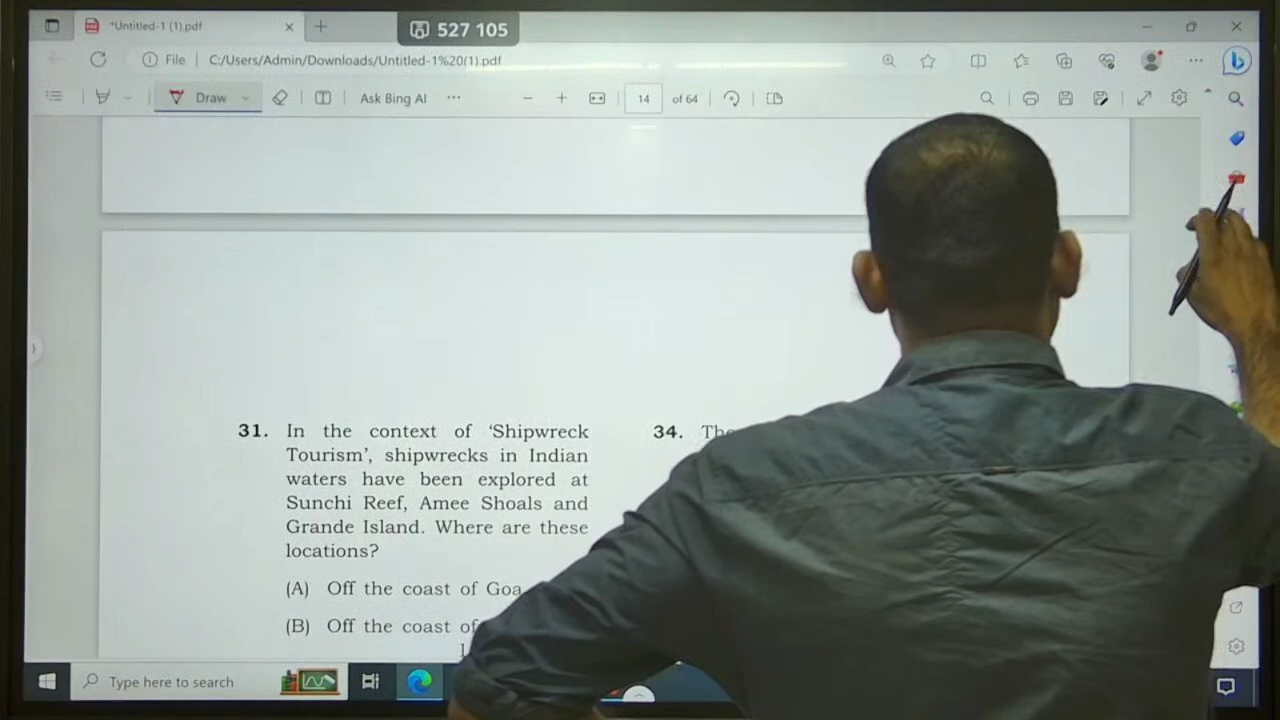 *Untitled-1 (1).pdf
527 105
File
C:/Users/Admin/Downloads/Untitled-1%20(1).pdf
Draw
Ask Bing AI
14
of 64
31. In the context of ‘Shipwreck
Tourism’, shipwrecks in Indian
waters have been explored at
Sunchi Reef, Amee Shoals and
Grande Island. Where are these
locations?
(A) Off the coast of Goa
(B) Off the coast of
34.
Type here to search